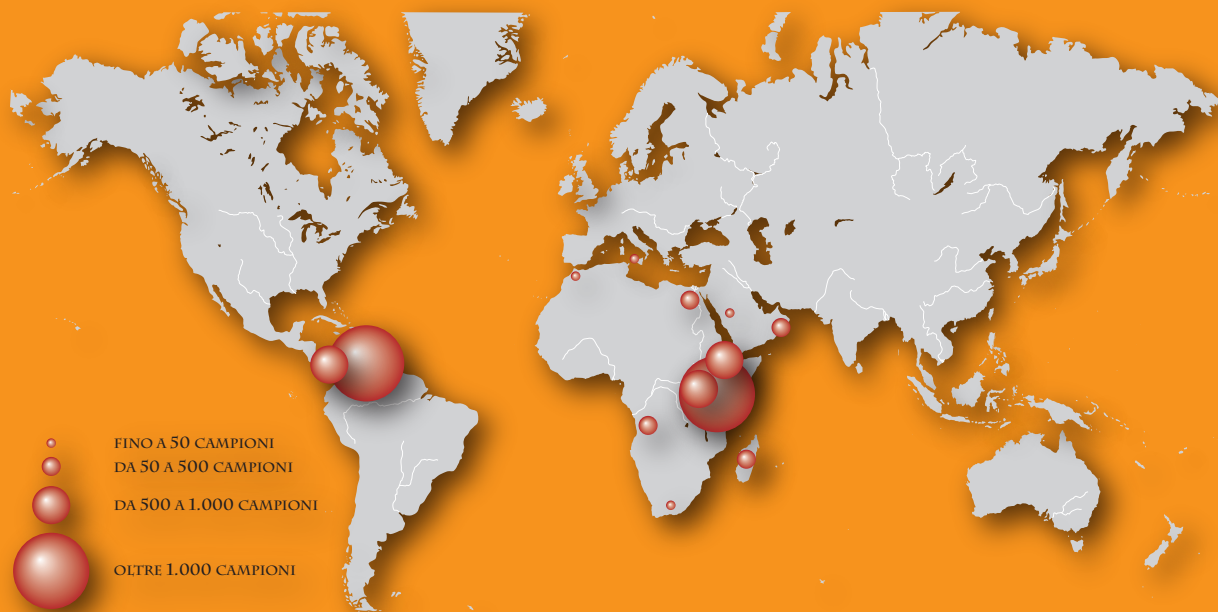 FINO A 50 CAMPIONI
DA 50 A 500 CAMPIONI
DA 500 A 1.000 CAMPIONI
OLTRE 1.000 CAMPIONI